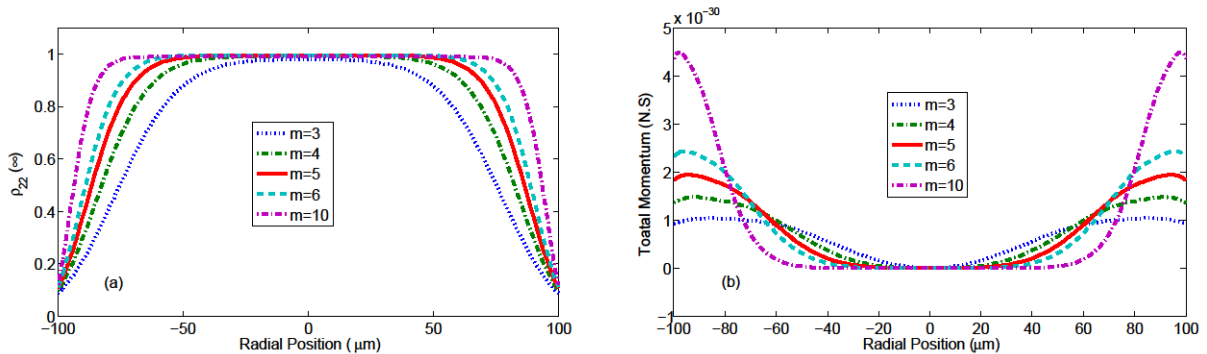 1
0.8
0.6
0.4
0.2
0
ρ22 (∞)
m=3
m=4
m=5
m=6
m=10
(a)
−100 −50 0 50 100
Radial Position ( μm)
5 x 10−30
4
3
2
1
0
−1
Toatal Momentum (N.S)
m=3
m=4
m=5
m=6
m=10
(b)
−100 −80 −60 −40 −20 0 20 40 60 80 100
Radial Position (μm)